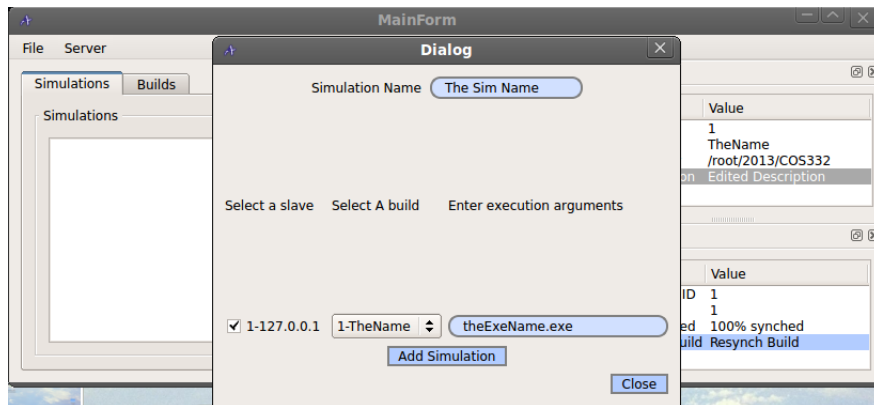 MainForm
File Server
Dialog
Simulations Builds
Simulations
Simulation Name The Sim Name
Select a slave Select A build Enter execution arguments
1-127.0.0.1 1-TheName theExeName.exe
Add Simulation
Close
Value
1
TheName
/root/2013/COS332
on Edited Description
Value
ID 1
1
ed 100% synched
uild Resynch Build